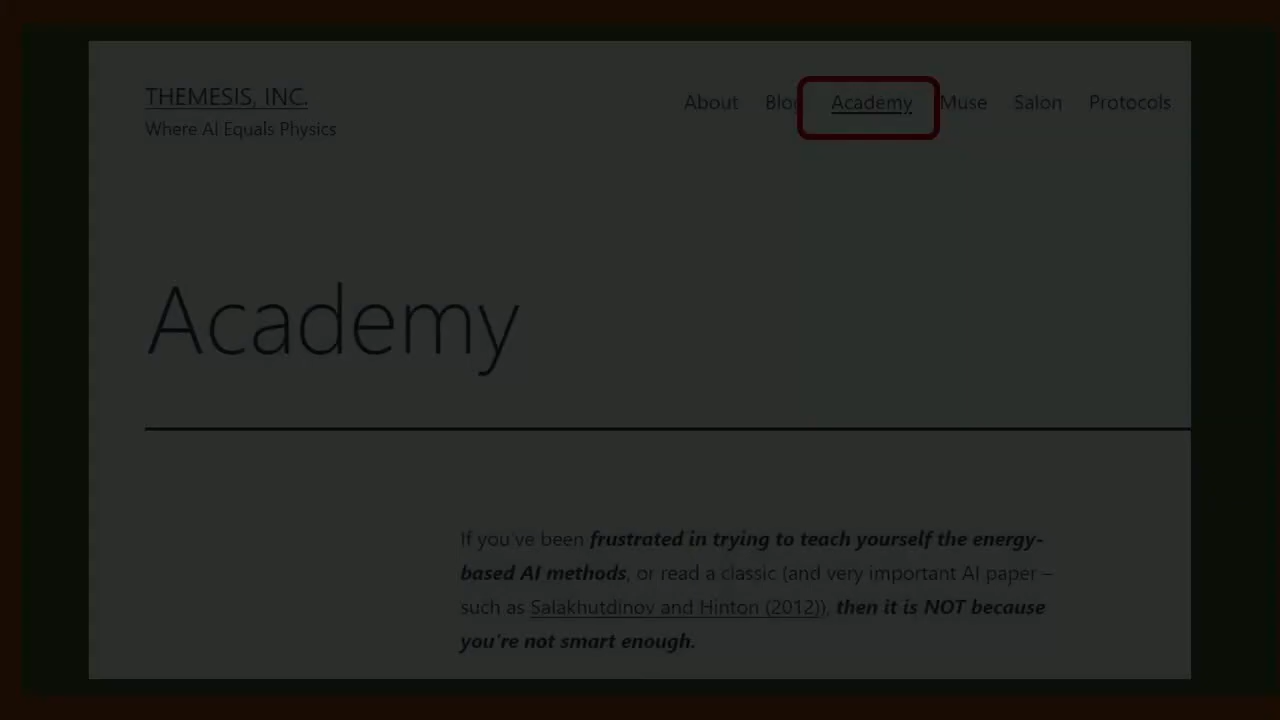 THEMESIS, INC.
Where AI Equals Physics
About Blog Academy Muse Salon Protocols
Academy
If you've been frustrated in trying to teach yourself the energy-
based AI methods, or read a classic (and very important AI paper –
such as Salakhutdinov and Hinton (2012)), then it is NOT because
you're not smart enough.